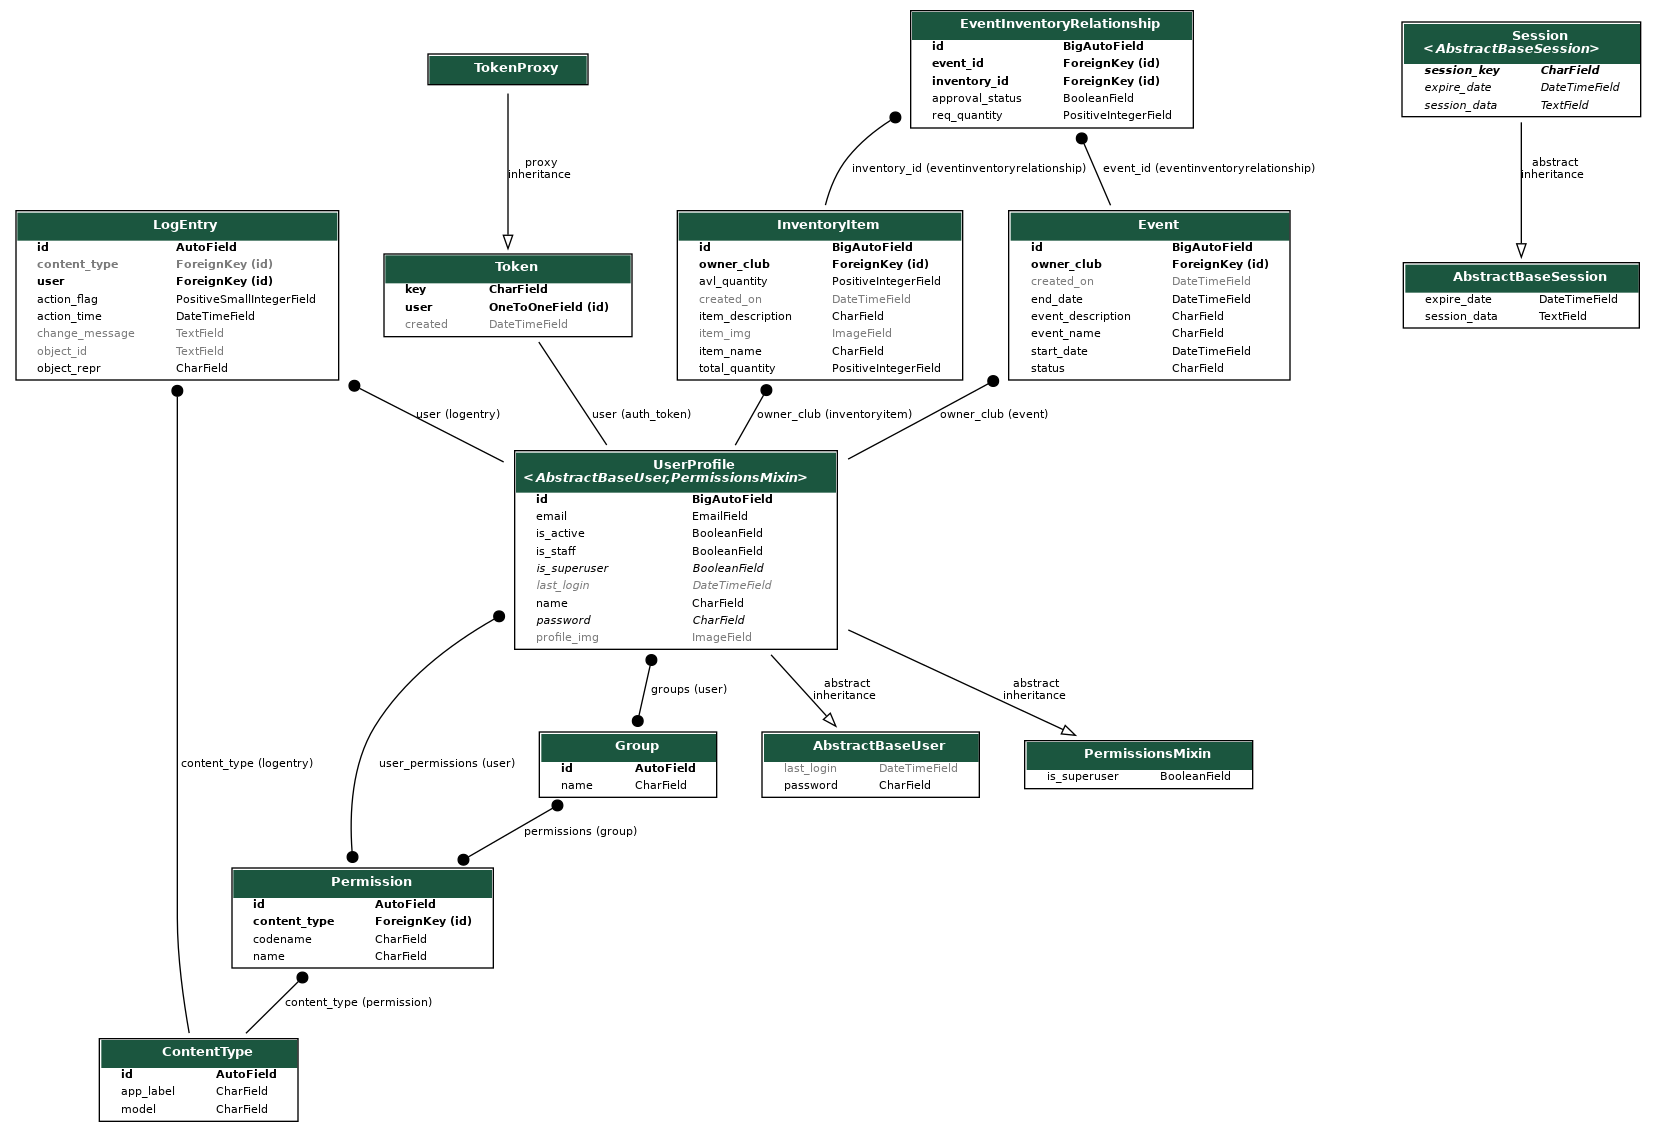 EventInventoryRelationship
id BigAutoField
event_id ForeignKey (id)
inventory_id ForeignKey (id)
approval_status BooleanField
req_quantity PositiveIntegerField
Session
<AbstractBaseSession>
session_key CharField
expire_date DateTimeField
session_data TextField
TokenProxy
proxy
inheritance
inventory_id (eventinventoryrelationship)
event_id (eventinventoryrelationship)
abstract
inheritance
LogEntry
id AutoField
content_type ForeignKey (id)
user ForeignKey (id)
action_flag PositiveSmallIntegerField
action_time DateTimeField
change_message TextField
object_id TextField
object_repr CharField
Token
key CharField
user OneToOneField (id)
created DateTimeField
InventoryItem
id BigAutoField
owner_club ForeignKey (id)
avl_quantity PositiveIntegerField
created_on DateTimeField
item_description CharField
item_img ImageField
item_name CharField
total_quantity PositiveIntegerField
Event
id BigAutoField
owner_club ForeignKey (id)
created_on DateTimeField
end_date DateTimeField
event_description CharField
event_name CharField
start_date DateTimeField
status CharField
AbstractBaseSession
expire_date DateTimeField
session_data TextField
user (logentry)
user (auth_token)
owner_club (inventoryitem)
owner_club (event)
UserProfile
<AbstractBaseUser,PermissionsMixin>
id BigAutoField
email EmailField
is_active BooleanField
is_staff BooleanField
is_superuser BooleanField
last_login DateTimeField
name CharField
password CharField
profile_img ImageField
groups (user)
abstract
inheritance
abstract
inheritance
content_type (logentry)
user_permissions (user)
Group
id AutoField
name CharField
AbstractBaseUser
last_login DateTimeField
password CharField
PermissionsMixin
is_superuser BooleanField
permissions (group)
Permission
id AutoField
content_type ForeignKey (id)
codename CharField
name CharField
content_type (permission)
ContentType
id AutoField
app_label CharField
model CharField